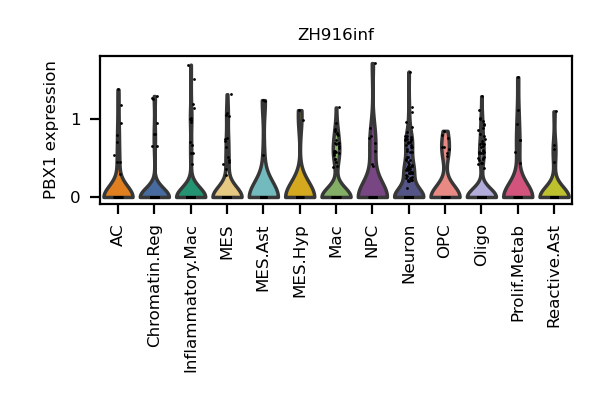 ZH916inf
PBX1 expression
1
0
AC
Chromatin.Reg
Inflammatory.Mac
MES
MES.Ast
MES.Hyp
Mac
NPC
Neuron
OPC
Oligo
Prolif.Metab
Reactive.Ast